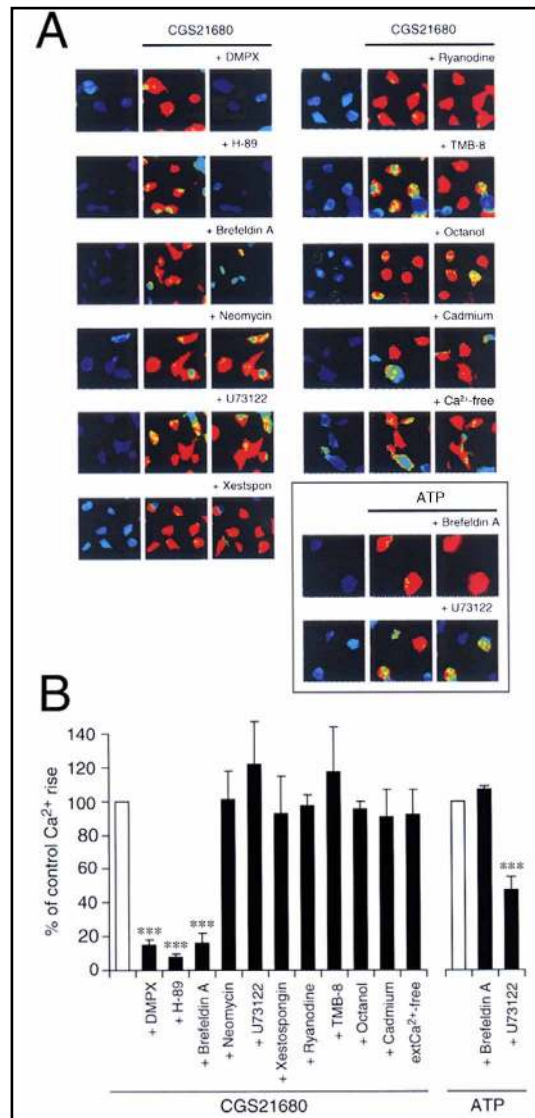 A
CGS21680
+ DMPX
+ H-89
+ Brefeldin A
+ Neomycin
+ U73122
+ Xestspon
CGS21680
+ Ryanodine
+ TMB-8
+ Octanol
+ Cadmium
+ Ca²⁺-free
ATP
+ Brefeldin A
+ U73122
B
% of control Ca²⁺ rise
140
120
100
80
60
40
20
0
***
***
***
***
+ DMPX
+ H-89
+ Brefeldin A
+ Neomycin
+ U73122
+ Xestospongin
+ Ryanodine
+ TMB-8
+ Octanol
+ Cadmium
extCa²⁺-free
+ Brefeldin A
+ U73122
CGS21680
ATP